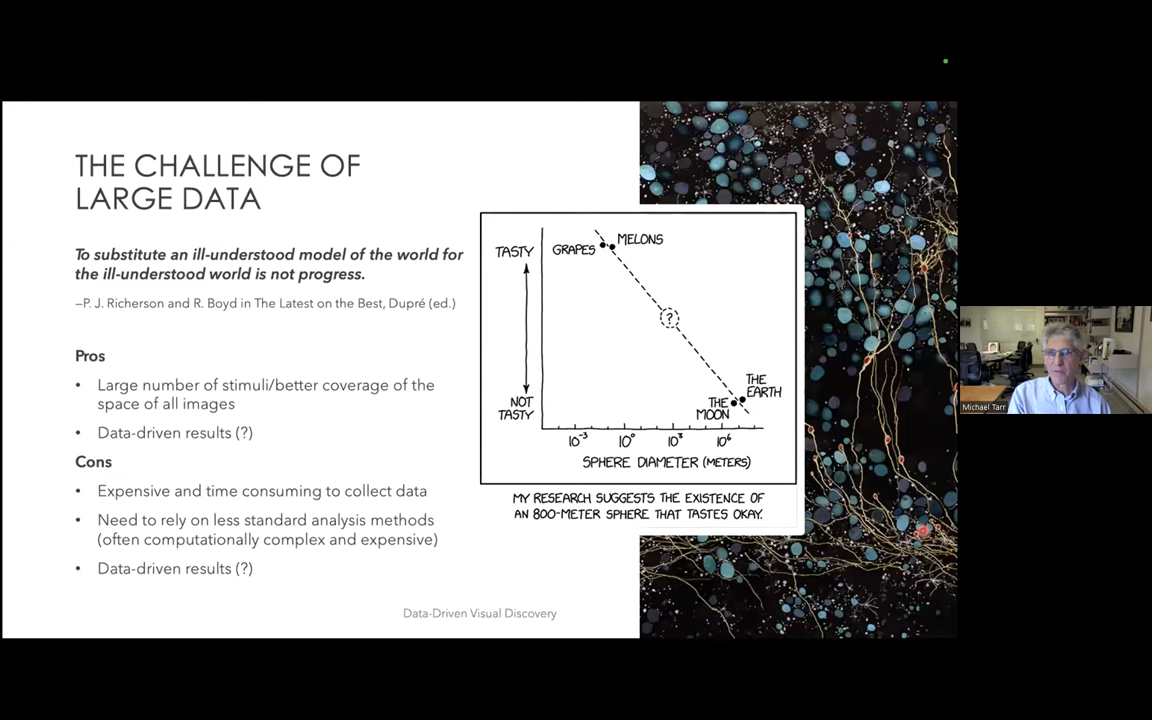 THE CHALLENGE OF
LARGE DATA
To substitute an ill-understood model of the world for
the ill-understood world is not progress.
–P. J. Richerson and R. Boyd in The Latest on the Best, Dupré (ed.)
Pros
• Large number of stimuli/better coverage of the
space of all images
• Data-driven results (?)
Cons
• Expensive and time consuming to collect data
• Need to rely on less standard analysis methods
(often computationally complex and expensive)
• Data-driven results (?)
Data-Driven Visual Discovery
TASTY
GRAPES
MELONS
?
NOT
TASTY
THE
MOON
THE
EARTH
10⁻³ 10⁰ 10³ 10⁶
SPHERE DIAMETER (METERS)
MY RESEARCH SUGGESTS THE EXISTENCE OF
AN 800-METER SPHERE THAT TASTES OKAY.
Michael Tarr